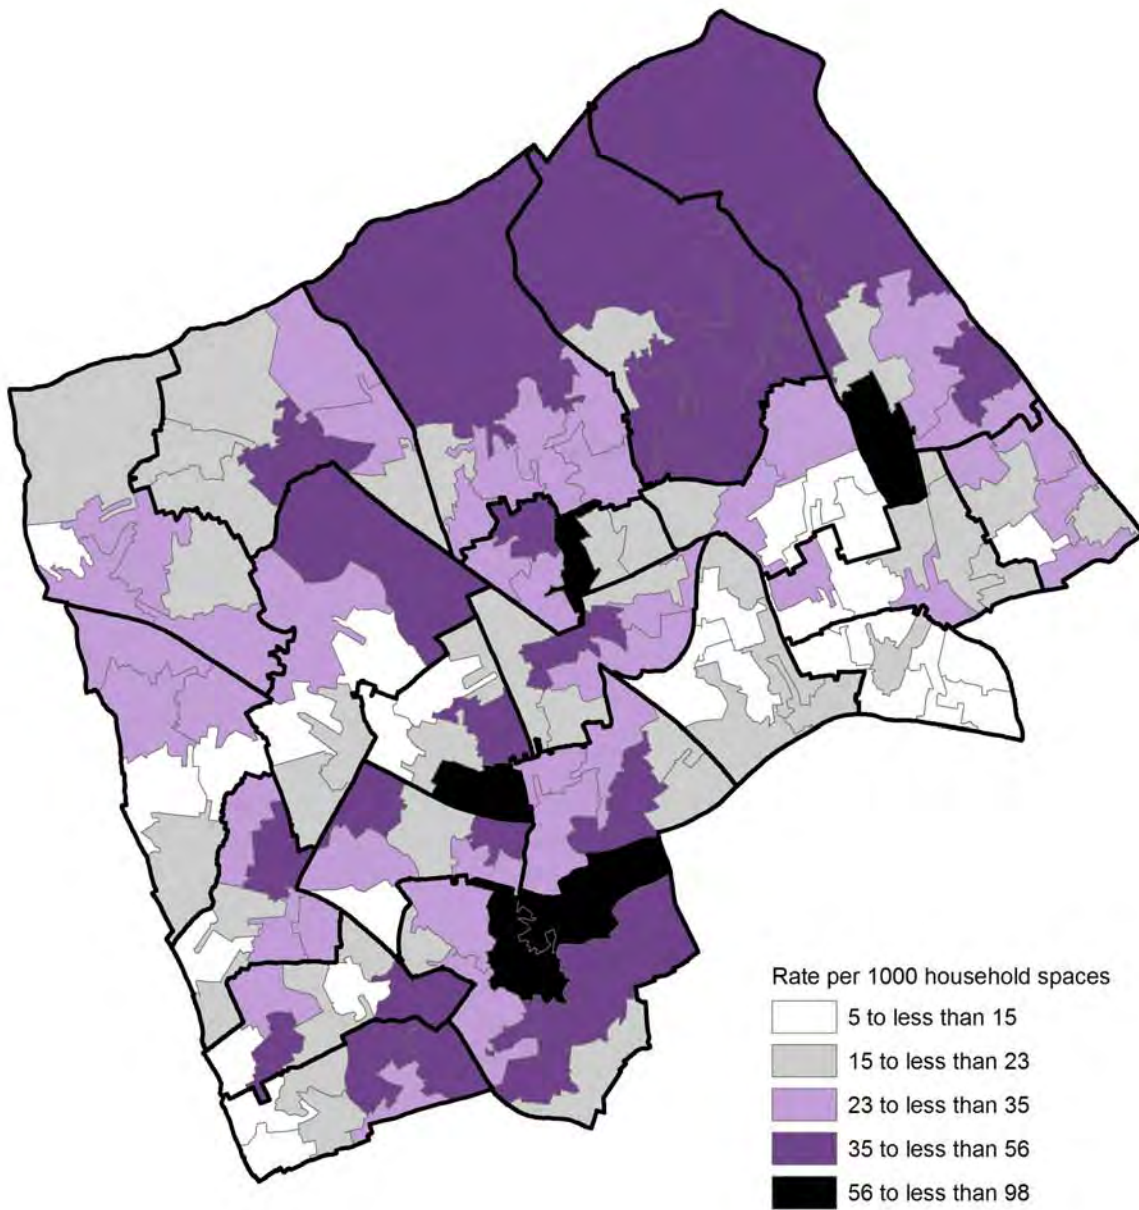 Rate per 1000 household spaces
5 to less than 15
15 to less than 23
23 to less than 35
35 to less than 56
56 to less than 98